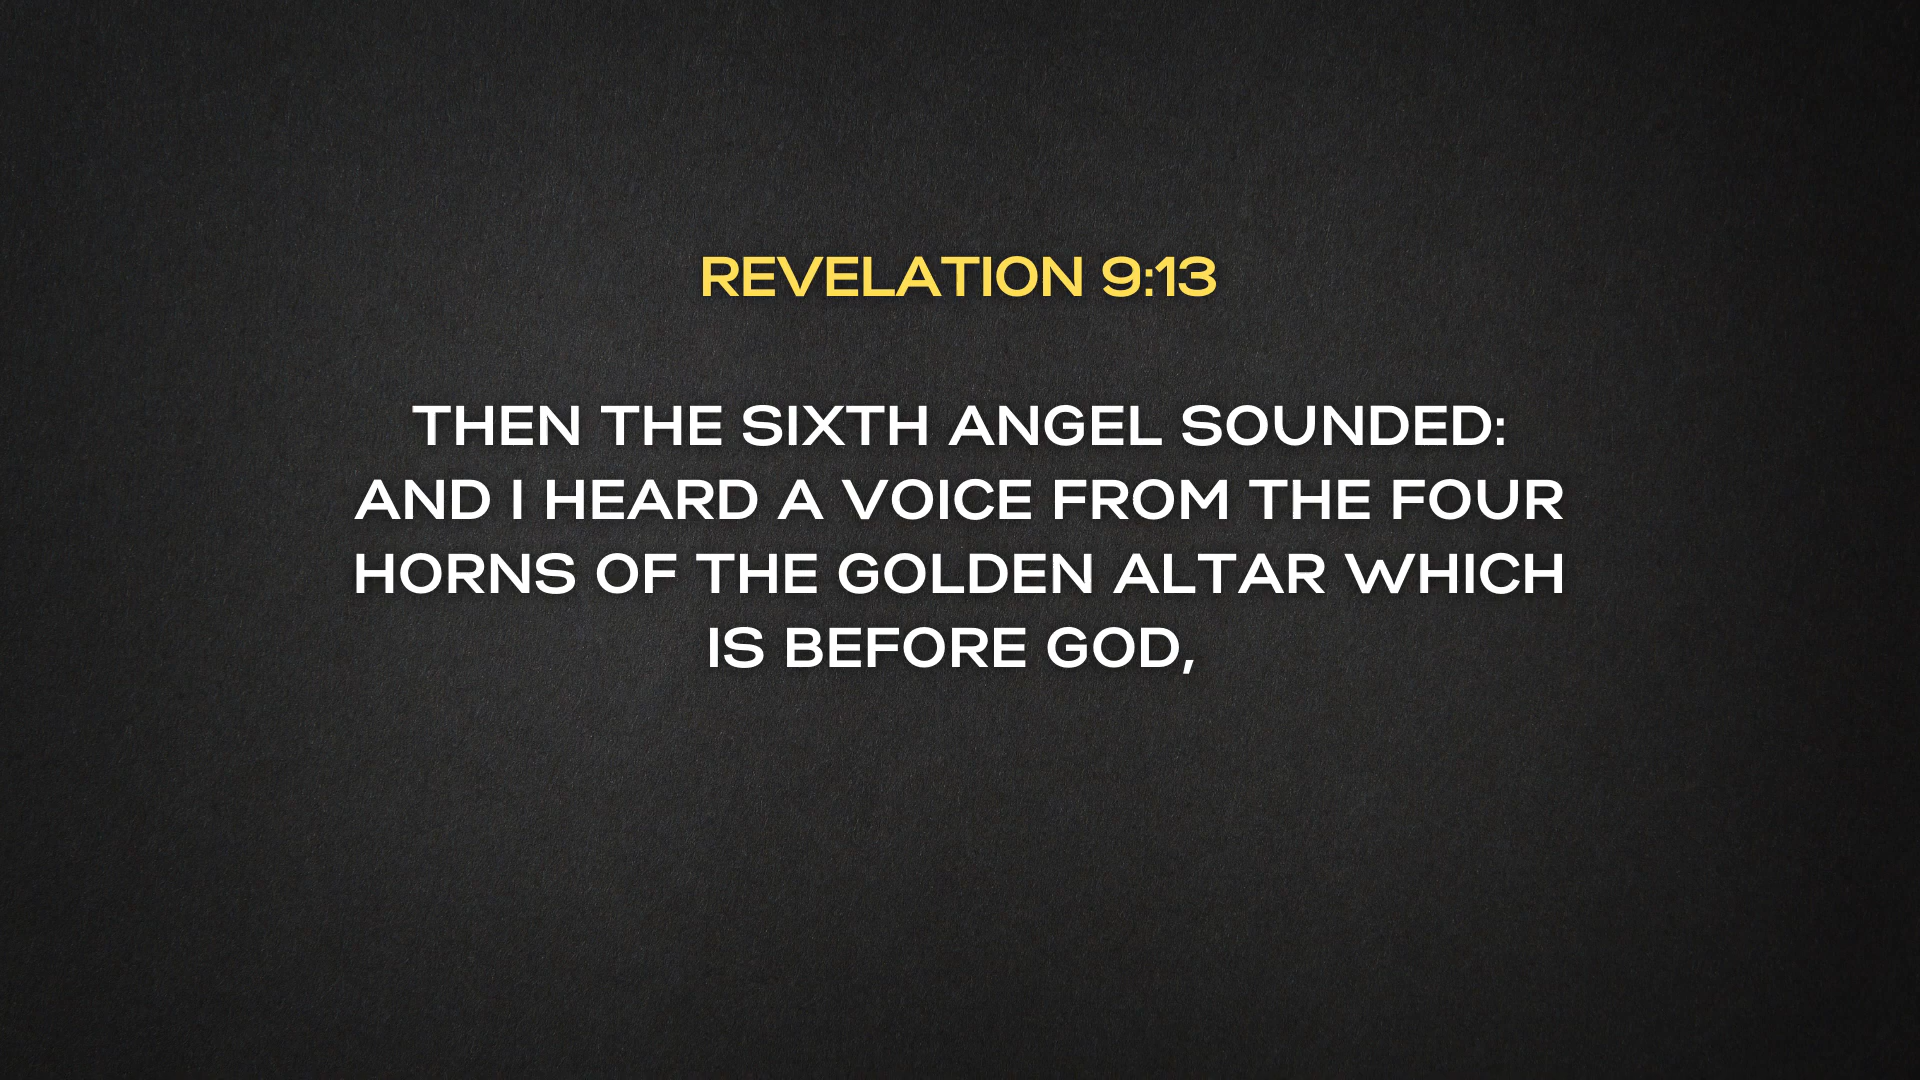 REVELATION 9:13
THEN THE SIXTH ANGEL SOUNDED:
AND I HEARD A VOICE FROM THE FOUR
HORNS OF THE GOLDEN ALTAR WHICH
IS BEFORE GOD,